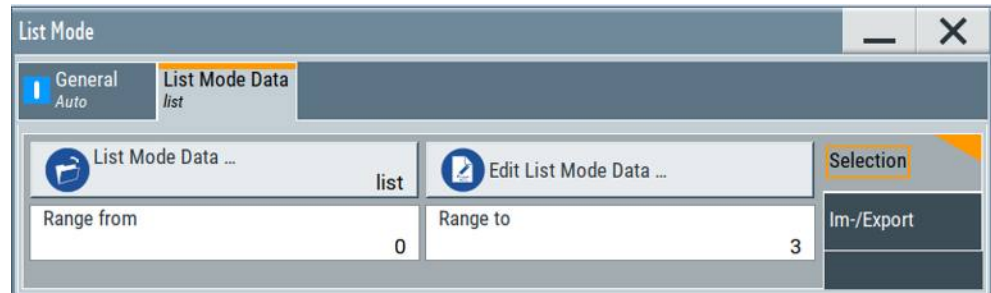 List Mode
General
Auto
List Mode Data
list
List Mode Data ...
list
Edit List Mode Data ...
Selection
Range from
0
Range to
3
Im-/Export